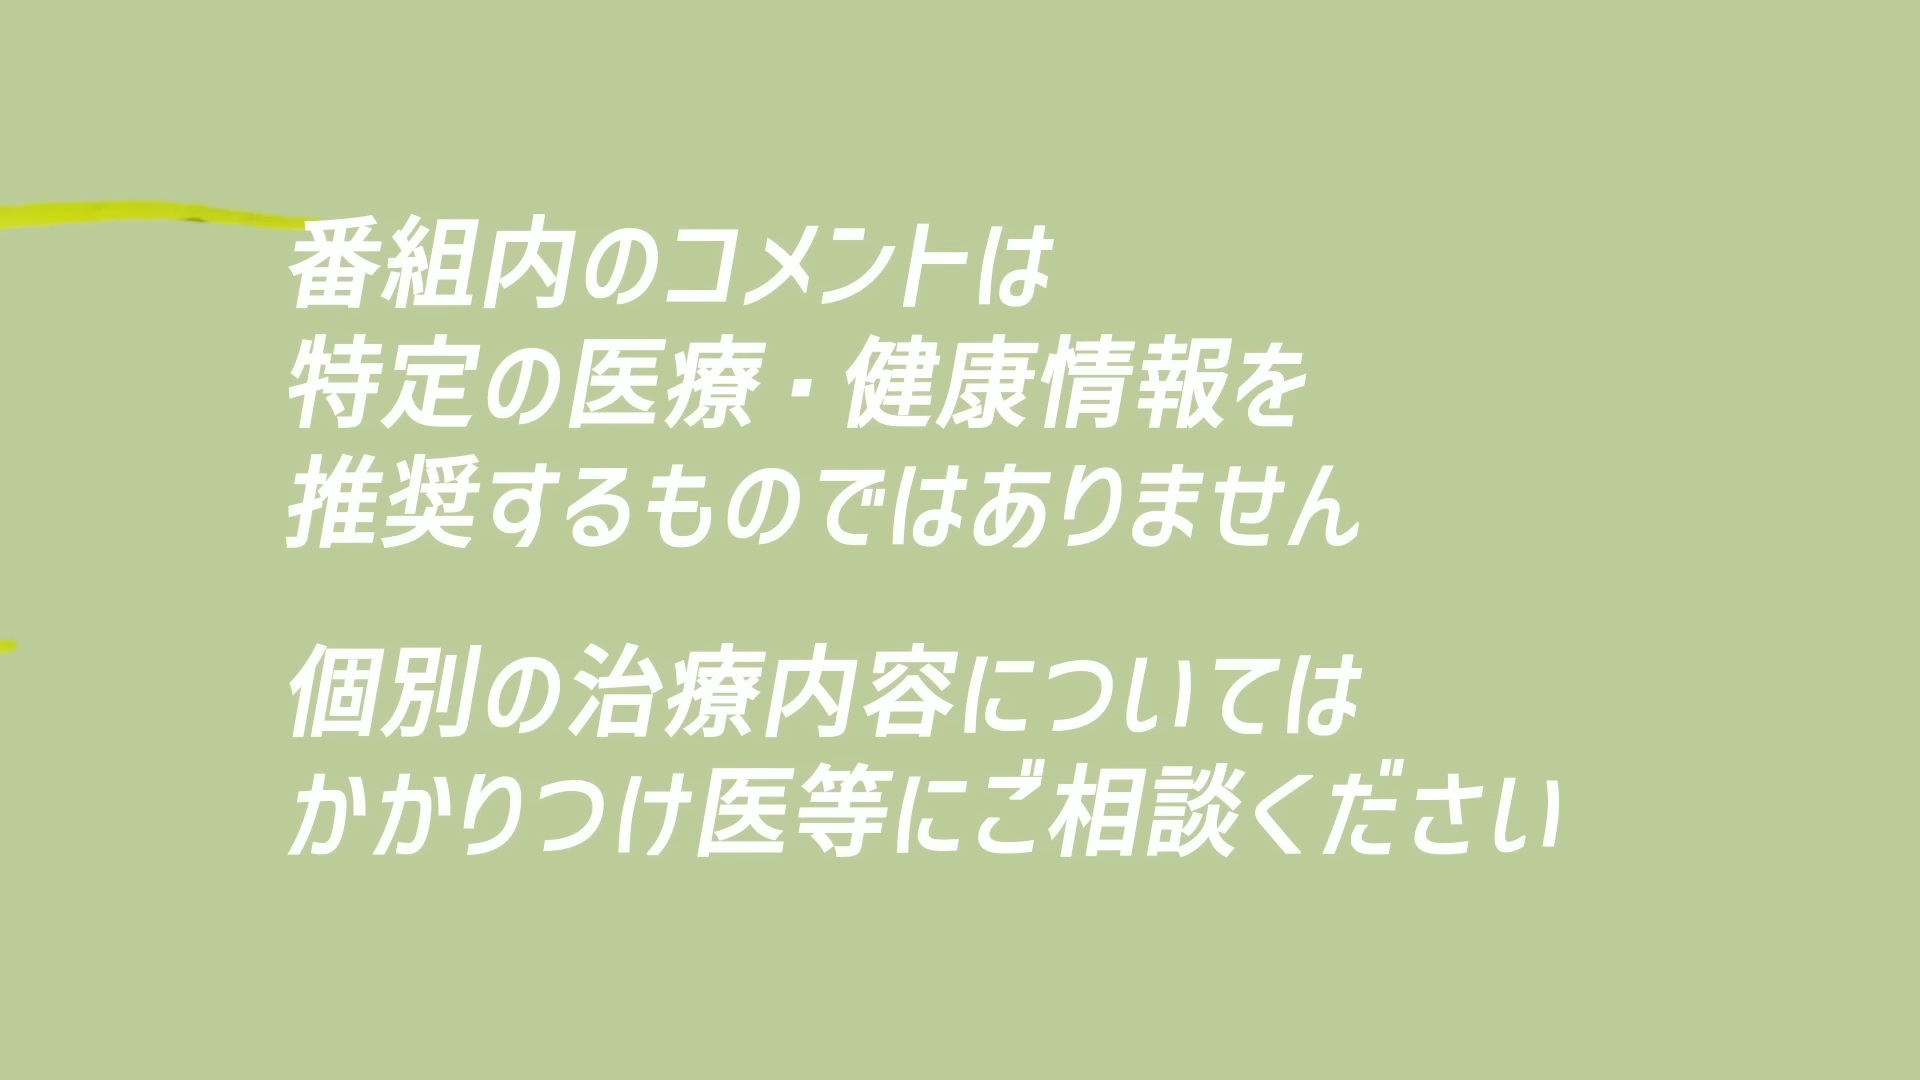 番組内のコメントは
特定の医療・健康情報を
推奨するものではありません
個別の治療内容については
かかりつけ医等にご相談ください